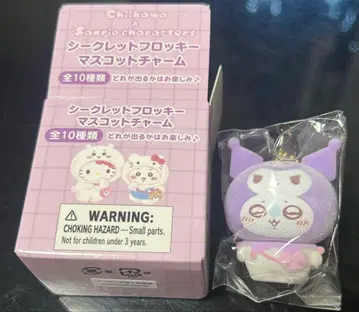 Chiikawa
×
Sanrio characters
シークレットフロッキー
マスコットチャーム
全10種類 どれが出るかはお楽しみ♪
シークレットフロッキー
マスコットチャーム
全10種類 どれが出るかはお楽しみ♪
WARNING:
CHOKING HAZARD — Small parts.
Not for children under 3 years.